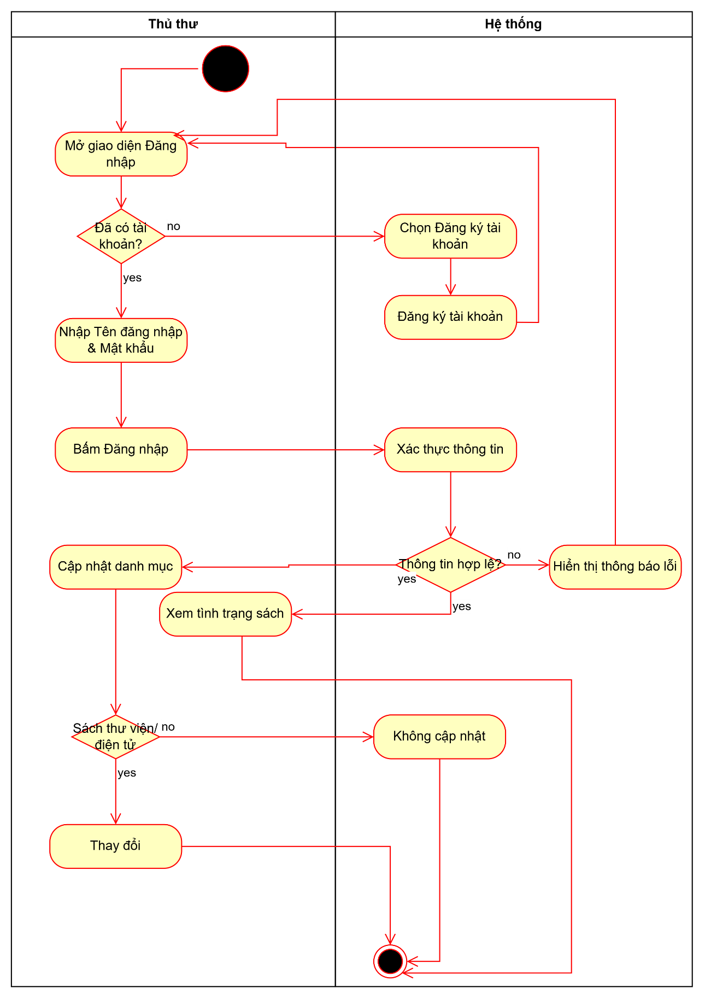 Thủ thư
Hệ thống
Mở giao diện Đăng
nhập
Đã có tài
khoản?
no
Chọn Đăng ký tài
khoản
yes
Đăng ký tài khoản
Nhập Tên đăng nhập
& Mật khẩu
Bấm Đăng nhập
Xác thực thông tin
Cập nhật danh mục
Thông tin hợp lệ?
no
Hiển thị thông báo lỗi
yes
yes
Xem tình trạng sách
Sách thư viện/
điện tử
no
Không cập nhật
yes
Thay đổi